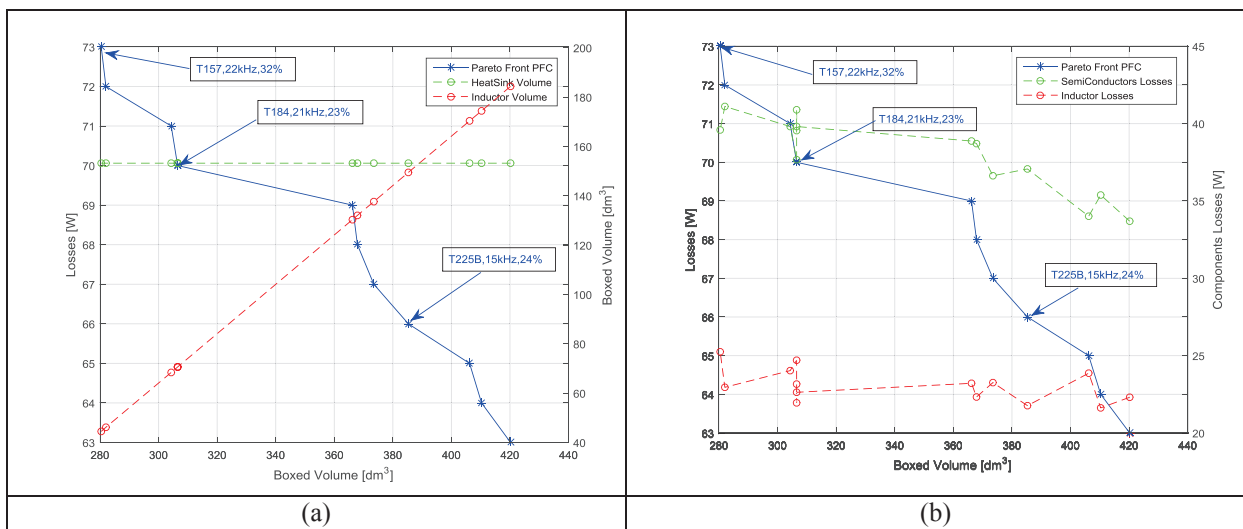 73
72
71
70
69
68
67
66
65
64
63
Losses [W]
200
180
160
140
120
100
80
60
40
Boxed Volume [dm3]
280 300 320 340 360 380 400 420 440
Boxed Volume [dm3]
Pareto Front PFC
HeatSink Volume
Inductor Volume
T157,22kHz,32%
T184,21kHz,23%
T225B,15kHz,24%
(a)
73
72
71
70
69
68
67
66
65
64
63
Losses [W]
45
40
35
30
25
20
Components Losses [W]
280 300 320 340 360 380 400 420 440
Boxed Volume [dm3]
Pareto Front PFC
SemiConductors Losses
Inductor Losses
T157,22kHz,32%
T184,21kHz,23%
T225B,15kHz,24%
(b)